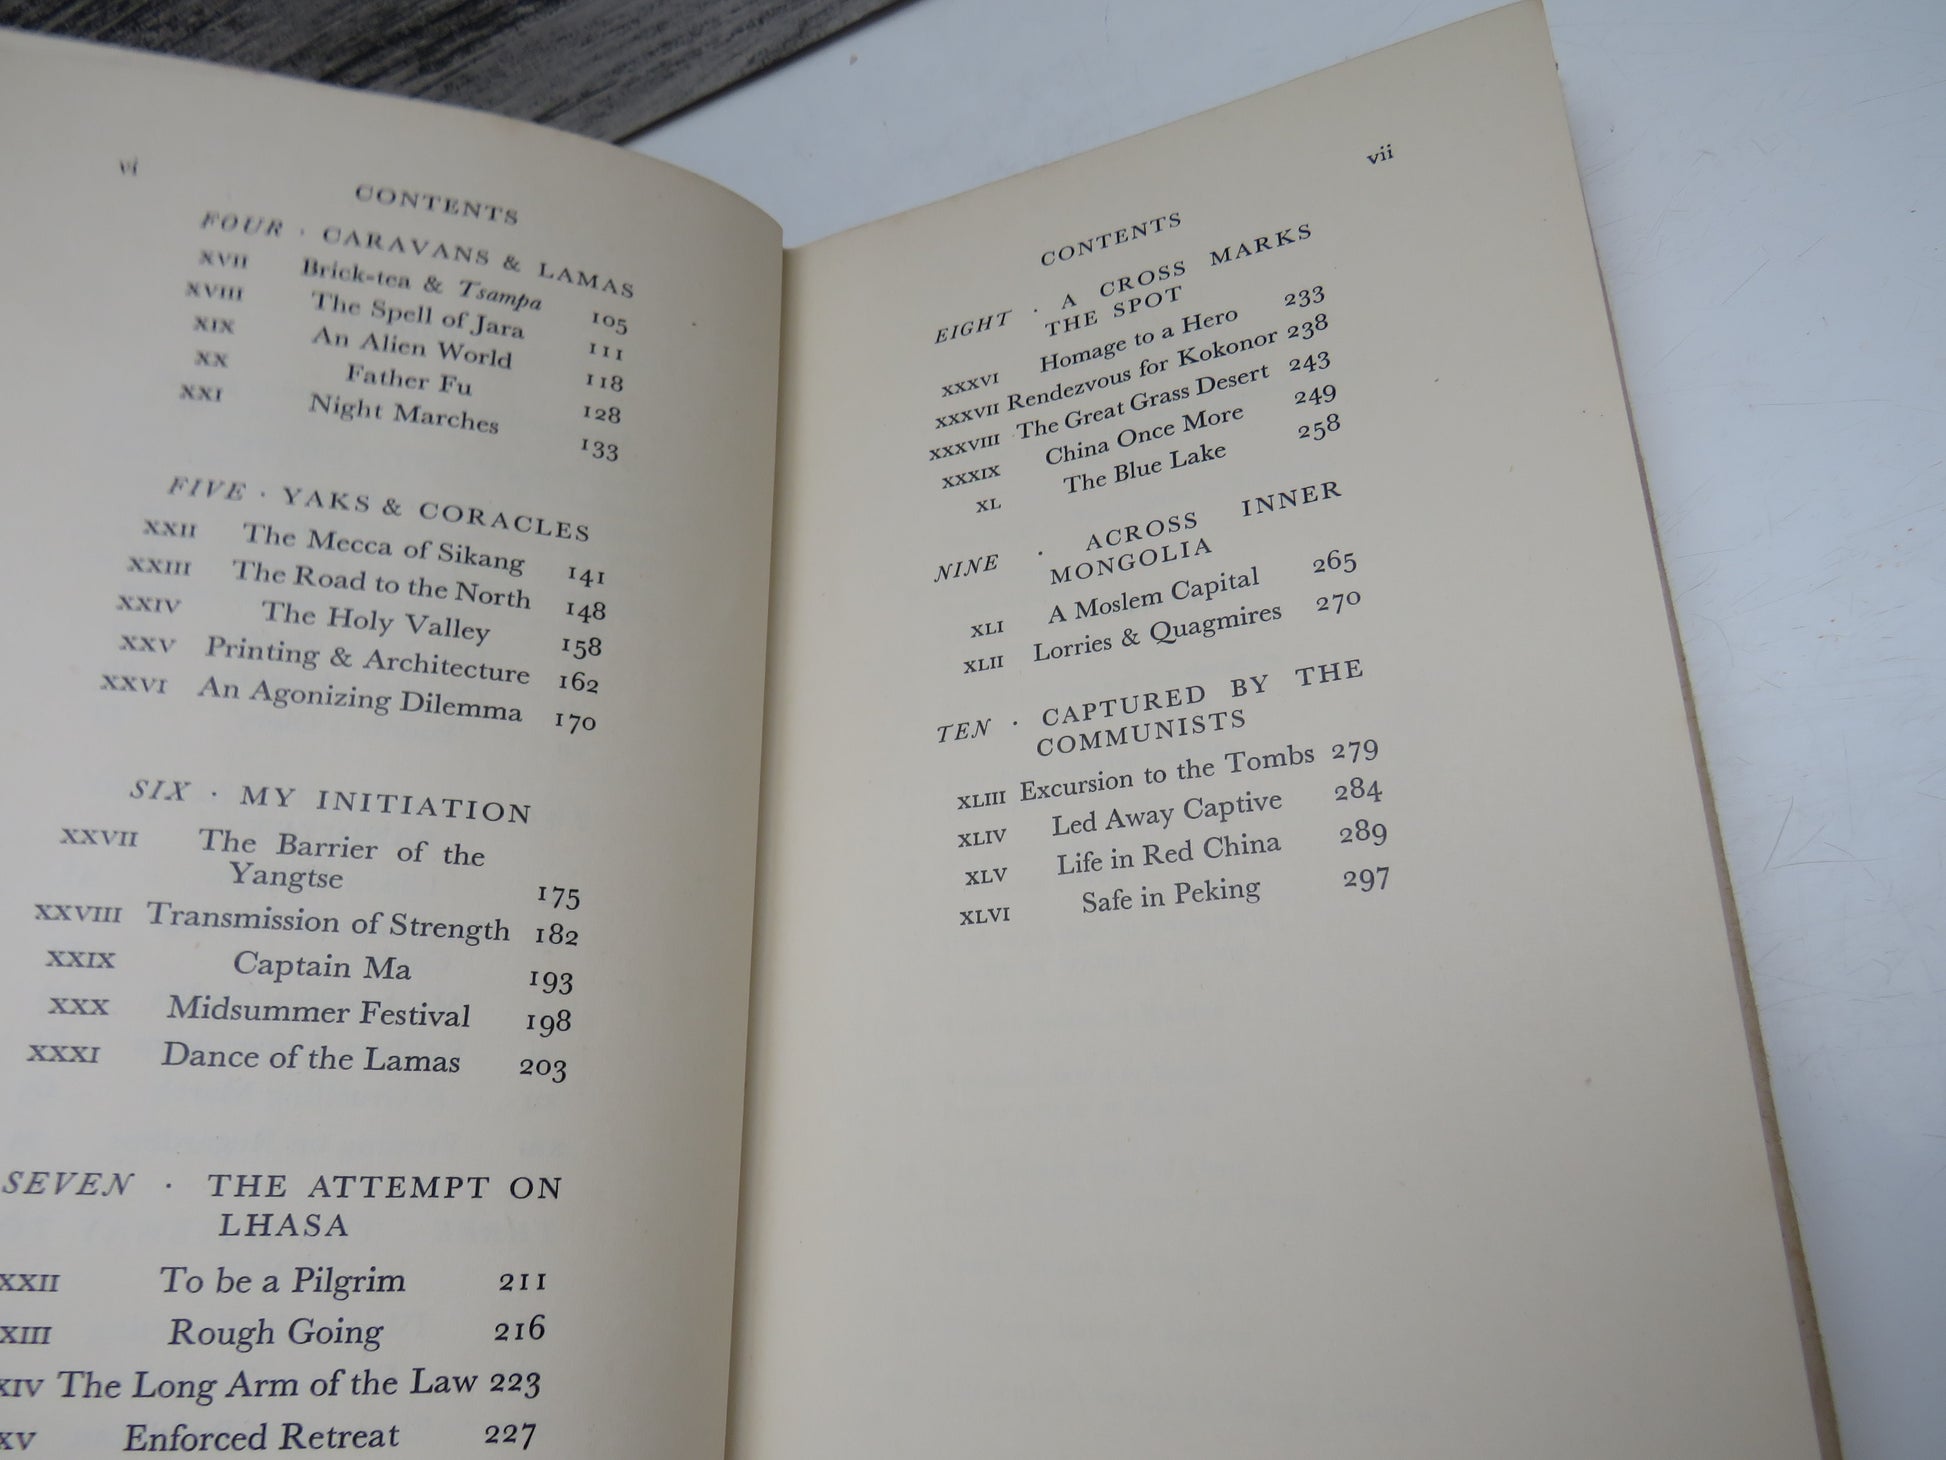 vi
CONTENTS
FOUR · CARAVANS & LAMAS
XVII Brick-tea & Tsampa 105
XVIII The Spell of Jara 111
XIX An Alien World 118
XX Father Fu 128
XXI Night Marches 133
FIVE · YAKS & CORACLES
XXII The Mecca of Sikang 141
XXIII The Road to the North 148
XXIV The Holy Valley 158
XXV Printing & Architecture 162
XXVI An Agonizing Dilemma 170
SIX · MY INITIATION
XXVII The Barrier of the
Yangtse 175
XXVIII Transmission of Strength 182
XXIX Captain Ma 193
XXX Midsummer Festival 198
XXXI Dance of the Lamas 203
SEVEN · THE ATTEMPT ON
LHASA
XXII To be a Pilgrim 211
XIII Rough Going 216
XIV The Long Arm of the Law 223
XV Enforced Retreat 227
vii
CONTENTS
EIGHT · A CROSS MARKS
THE SPOT
XXXVI Homage to a Hero 233
XXXVII Rendezvous for Kokonor 238
XXXVIII The Great Grass Desert 243
XXXIX China Once More 249
XL The Blue Lake 258
NINE · ACROSS INNER
MONGOLIA
XLI A Moslem Capital 265
XLII Lorries & Quagmires 270
TEN · CAPTURED BY THE
COMMUNISTS
XLIII Excursion to the Tombs 279
XLIV Led Away Captive 284
XLV Life in Red China 289
XLVI Safe in Peking 297